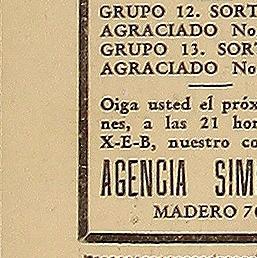 GRUPO 12. SORT
AGRACIADO No
GRUPO 13. SORT
AGRACIADO No
Oiga usted el próx
nes, a las 21 hor
X-E-B, nuestro co
AGENCIA SIM
MADERO 70